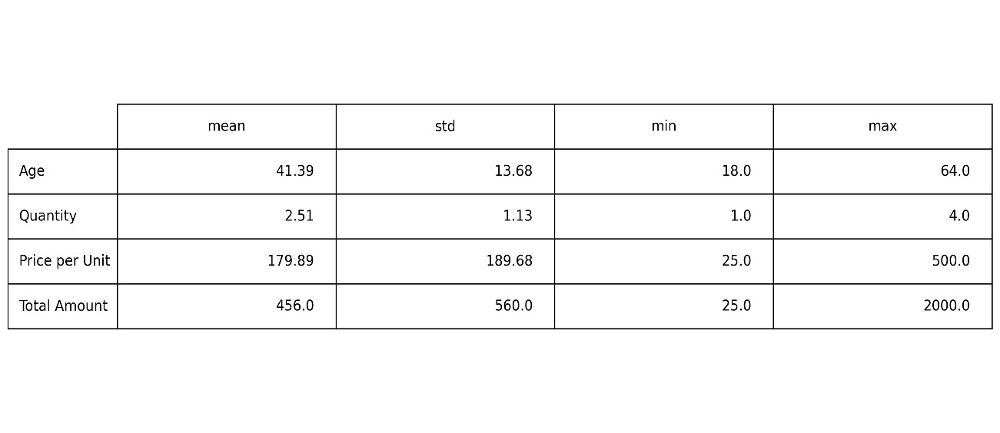 mean std min max
Age 41.39 13.68 18.0 64.0
Quantity 2.51 1.13 1.0 4.0
Price per Unit 179.89 189.68 25.0 500.0
Total Amount 456.0 560.0 25.0 2000.0